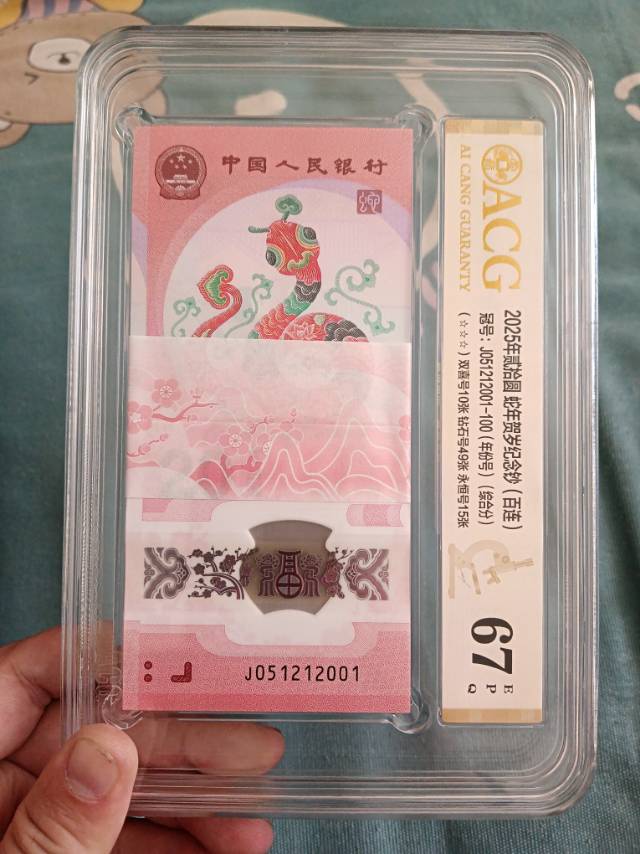 中国人民银行
J051212001
ACG
AI CANG GUARANTY
2025年贰拾圆 蛇年贺岁纪念钞（百连）
冠号：J051212001-100（年份号）（综合分）
（☆☆☆）双喜号10张 钻石号49张 永恒号15张
67
E
P
Q